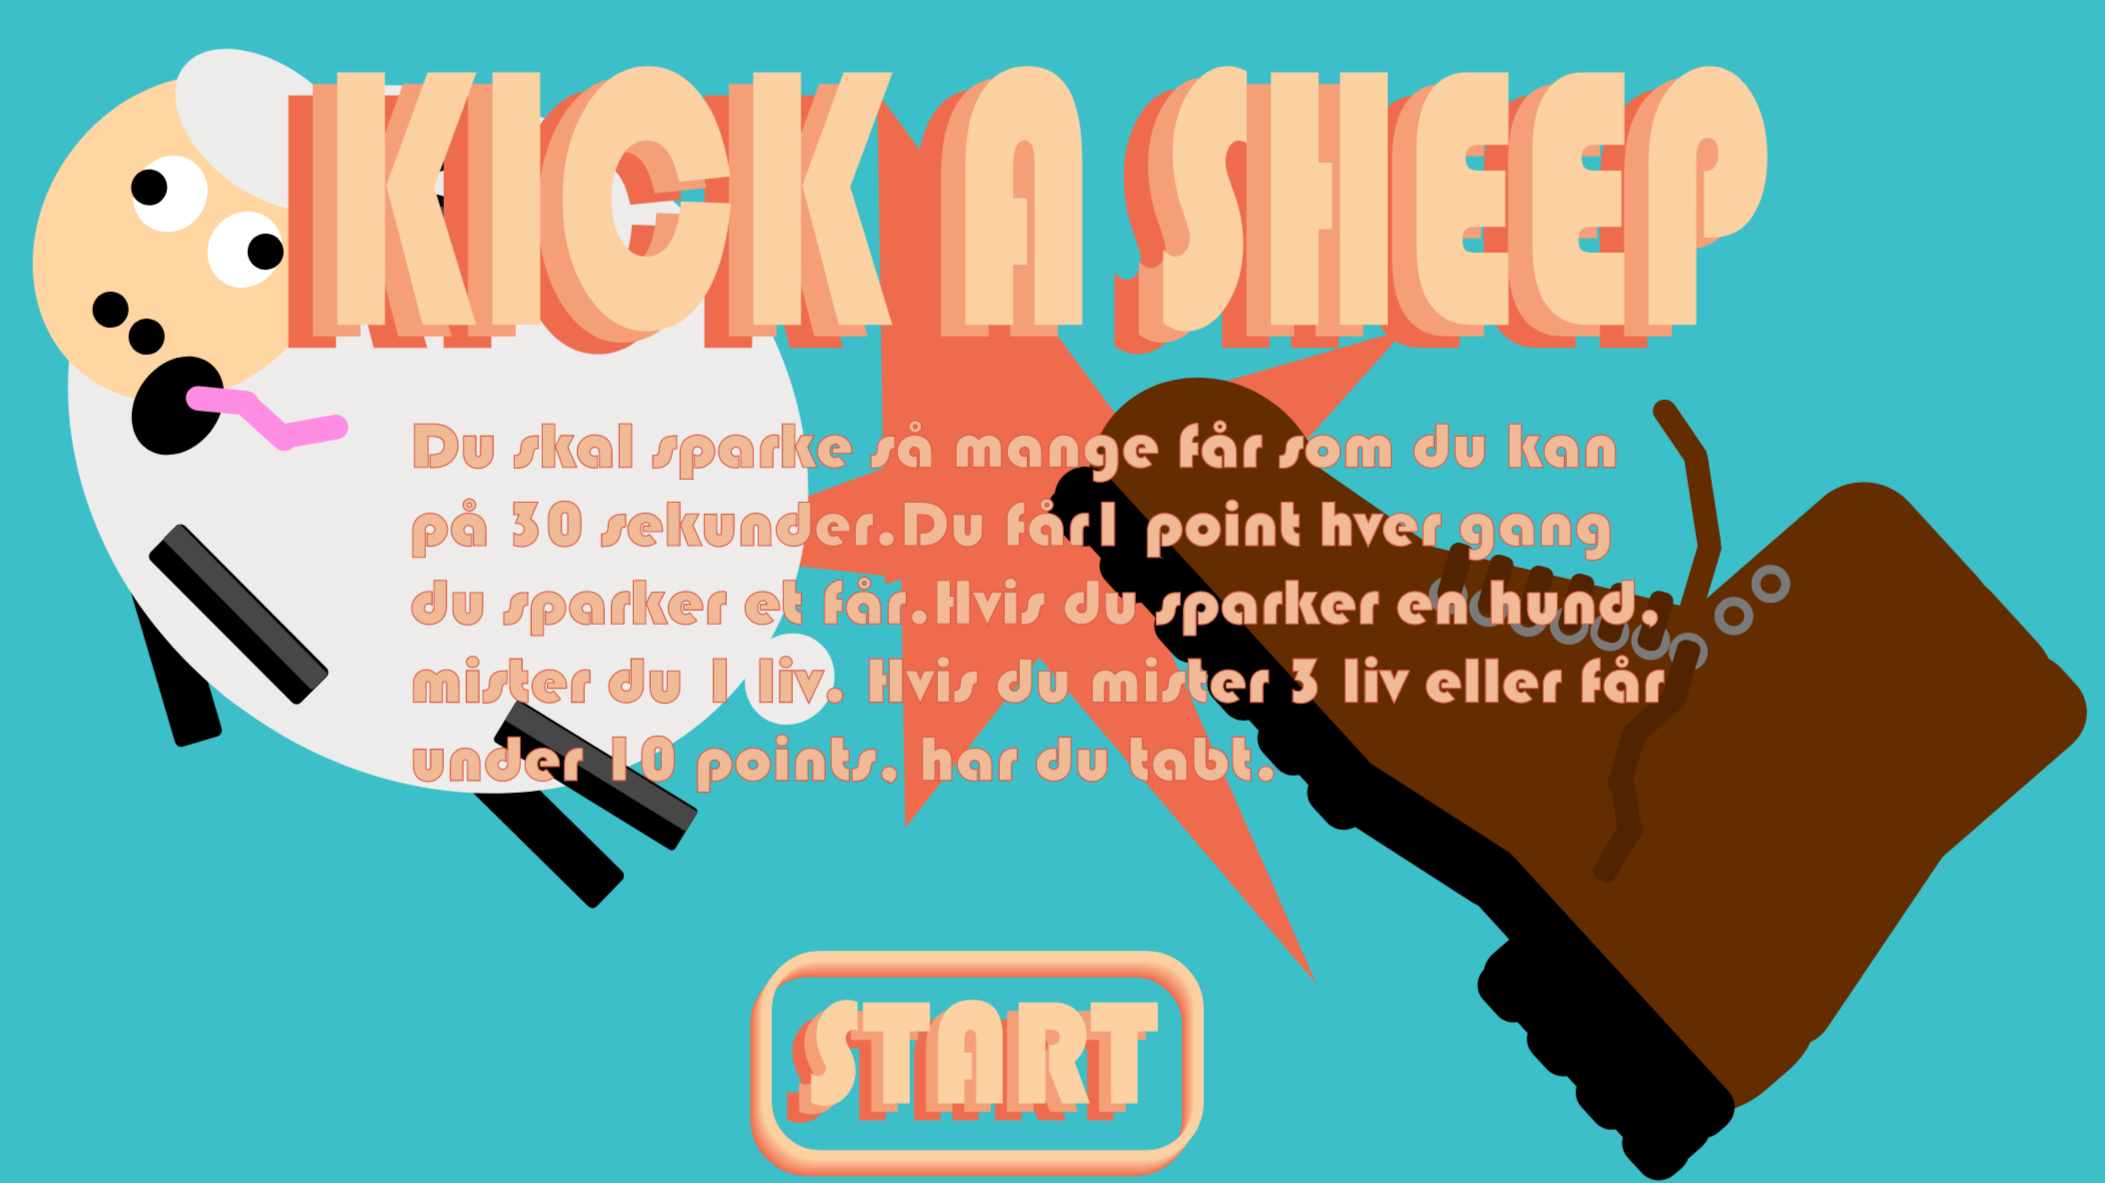 KICK A SHEEP
Du skal sparke så mange får som du kan
på 30 sekunder.Du får1 point hver gang
du sparker et får.Hvis du sparker en hund,
mister du 1 liv. Hvis du mister 3 liv eller får
under 10 points, har du tabt.
START